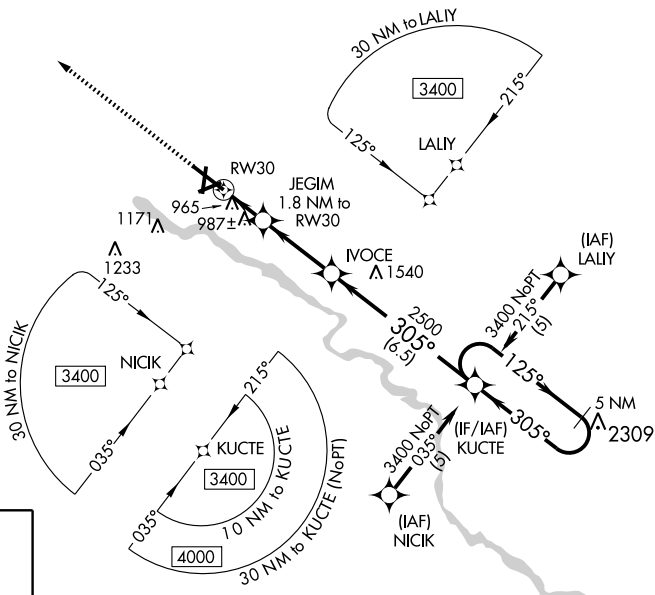 30 NM to LALIY
3400
215°
125°
LALIY
RW30
JEGIM
1.8 NM to
RW30
965
987±
1171
1233
IVOCE
1540
(IAF)
LALIY
3400 NoPT
215°
(5)
2500
305°
(6.5)
125°
305°
5 NM
2309
(IF/IAF)
KUCTE
3400 NoPT
035°
(5)
(IAF)
NICIK
30 NM to NICIK
125°
3400
NICIK
035°
215°
KUCTE
3400
10 NM to KUCTE
035°
4000
30 NM to KUCTE (NoPT)